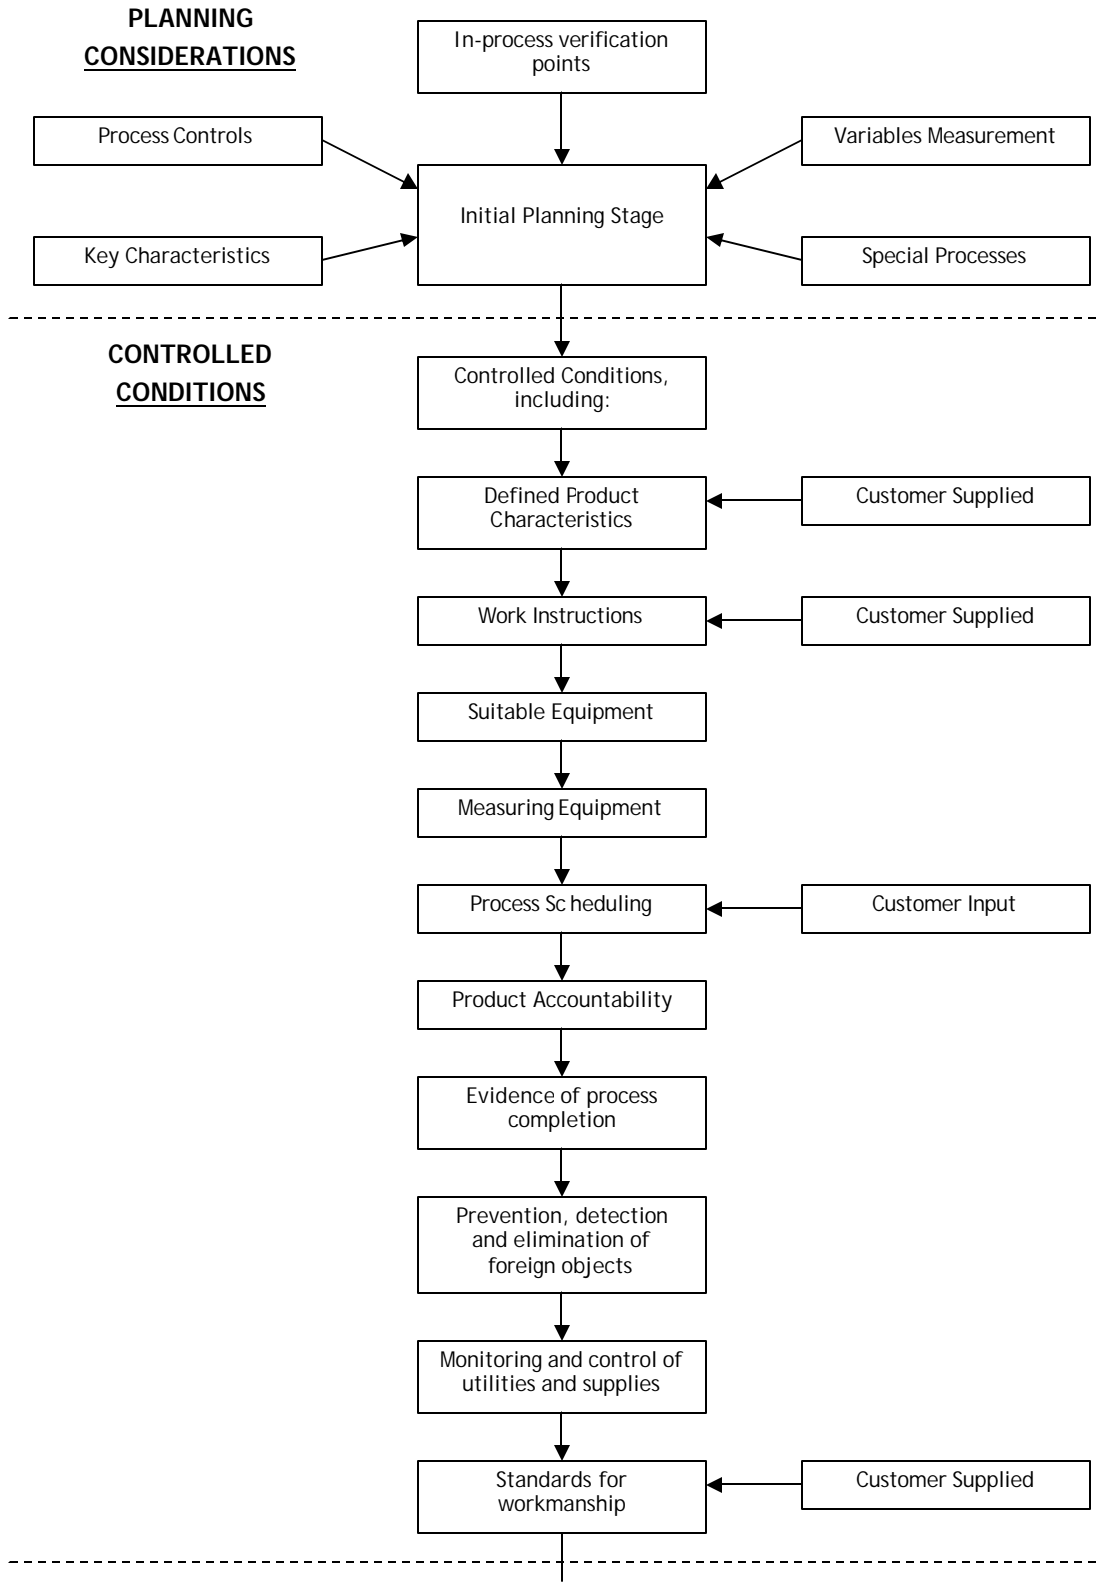 PLANNING
CONSIDERATIONS
In-process verification
points
Process Controls
Variables Measurement
Initial Planning Stage
Key Characteristics
Special Processes
CONTROLLED
CONDITIONS
Controlled Conditions,
including:
Defined Product
Characteristics
Customer Supplied
Work Instructions
Customer Supplied
Suitable Equipment
Measuring Equipment
Process Scheduling
Customer Input
Product Accountability
Evidence of process
completion
Prevention, detection
and elimination of
foreign objects
Monitoring and control of
utilities and supplies
Standards for
workmanship
Customer Supplied